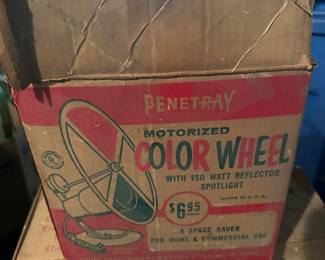 PENETRAY
MOTORIZED
COLOR WHEEL
WITH 150 WATT REFLECTOR
SPOTLIGHT
MADE IN U.S.A.
$6.95
A SPACE SAVER
FOR HOME & COMMERCIAL USE
UL